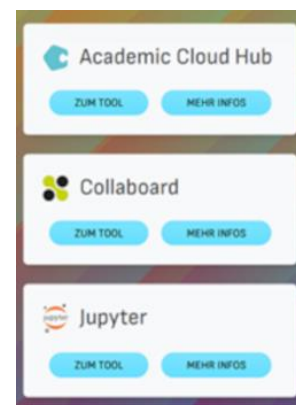 Academic Cloud Hub
ZUM TOOL MEHR INFOS
Collaboard
ZUM TOOL MEHR INFOS
Jupyter
ZUM TOOL MEHR INFOS